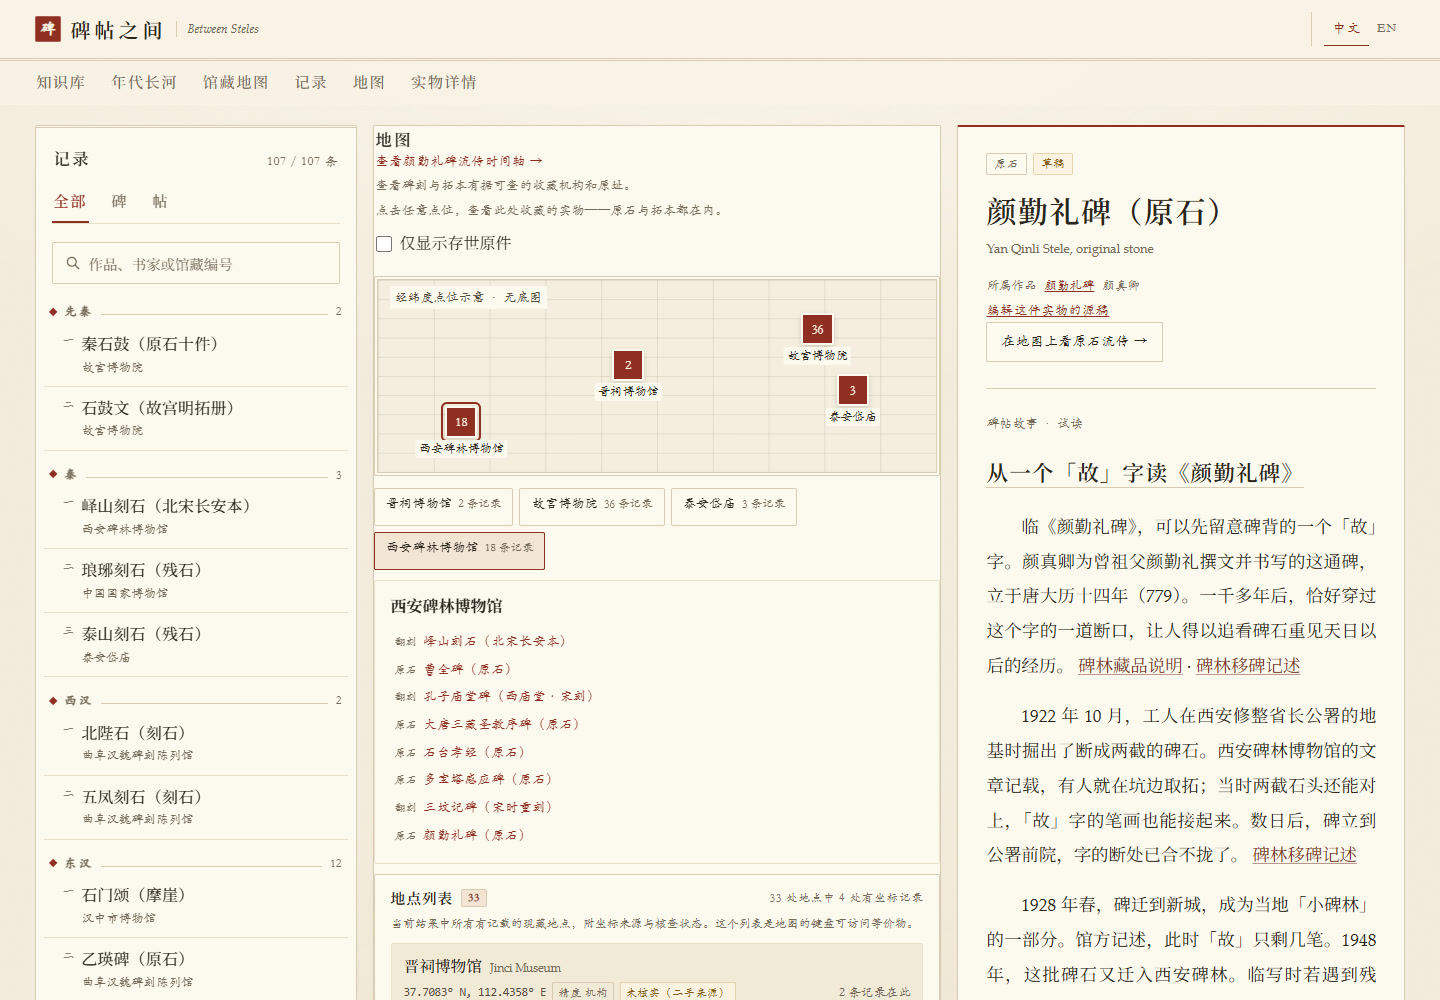 碑 碑帖之间 Between Steles 中文 EN
知识库 年代长河 馆藏地图 记录 地图 实物详情
记录 107 / 107 条
全部 碑 帖
作品、书家或馆藏编号
先秦 2
一 秦石鼓（原石十件）
故宫博物院
二 石鼓文（故宫明拓册）
故宫博物院
秦 3
一 峄山刻石（北宋长安本）
西安碑林博物馆
二 琅琊刻石（残石）
中国国家博物馆
三 泰山刻石（残石）
泰安岱庙
西汉 2
一 北陛石（刻石）
曲阜汉魏碑刻陈列馆
二 五凤刻石（刻石）
曲阜汉魏碑刻陈列馆
东汉 12
一 石门颂（摩崖）
汉中市博物馆
二 乙瑛碑（原石）
曲阜汉魏碑刻陈列馆
地图
查看颜勤礼碑流传时间轴 →
查看碑刻与拓本有据可查的收藏机构和原址。
点击任意点位，查看此处收藏的实物——原石与拓本都在内。
仅显示存世原件
经纬度点位示意 · 无底图
36
故宫博物院
2
晋祠博物馆
3
泰安岱庙
18
西安碑林博物馆
晋祠博物馆 2 条记录 故宫博物院 36 条记录 泰安岱庙 3 条记录
西安碑林博物馆 18 条记录
西安碑林博物馆
翻刻 峄山刻石（北宋长安本）
原石 曹全碑（原石）
翻刻 孔子庙堂碑（西庙堂 · 宋刻）
原石 大唐三藏圣教序碑（原石）
原石 石台孝经（原石）
原石 多宝塔感应碑（原石）
翻刻 三坟记碑（宋时重刻）
原石 颜勤礼碑（原石）
地点列表 33 33 处地点中 4 处有坐标记录
当前结果中所有有记载的现藏地点，附坐标来源与核查状态。这个列表是地图的键盘可访问等价物。
晋祠博物馆 Jinci Museum
37.7083° N, 112.4358° E 精度 机构 未核实（二手来源） 2 条记录在此
原石 草稿
颜勤礼碑（原石）
Yan Qinli Stele, original stone
所属作品 颜勤礼碑 颜真卿
编辑这件实物的源稿
在地图上看原石流传 →
碑帖故事 · 试读
从一个「故」字读《颜勤礼碑》
临《颜勤礼碑》，可以先留意碑背的一个「故」
字。颜真卿为曾祖父颜勤礼撰文并书写的这通碑，
立于唐大历十四年（779）。一千多年后，恰好穿过
这个字的一道断口，让人得以追看碑石重见天日以
后的经历。 碑林藏品说明 · 碑林移碑记述
1922 年 10 月，工人在西安修整省长公署的地
基时掘出了断成两截的碑石。西安碑林博物馆的文
章记载，有人就在坑边取拓；当时两截石头还能对
上，「故」字的笔画也能接起来。数日后，碑立到
公署前院，字的断处已合不拢了。 碑林移碑记述
1928 年春，碑迁到新城，成为当地「小碑林」
的一部分。馆方记述，此时「故」只剩几笔。1948
年，这批碑石又迁入西安碑林。临写时若遇到残